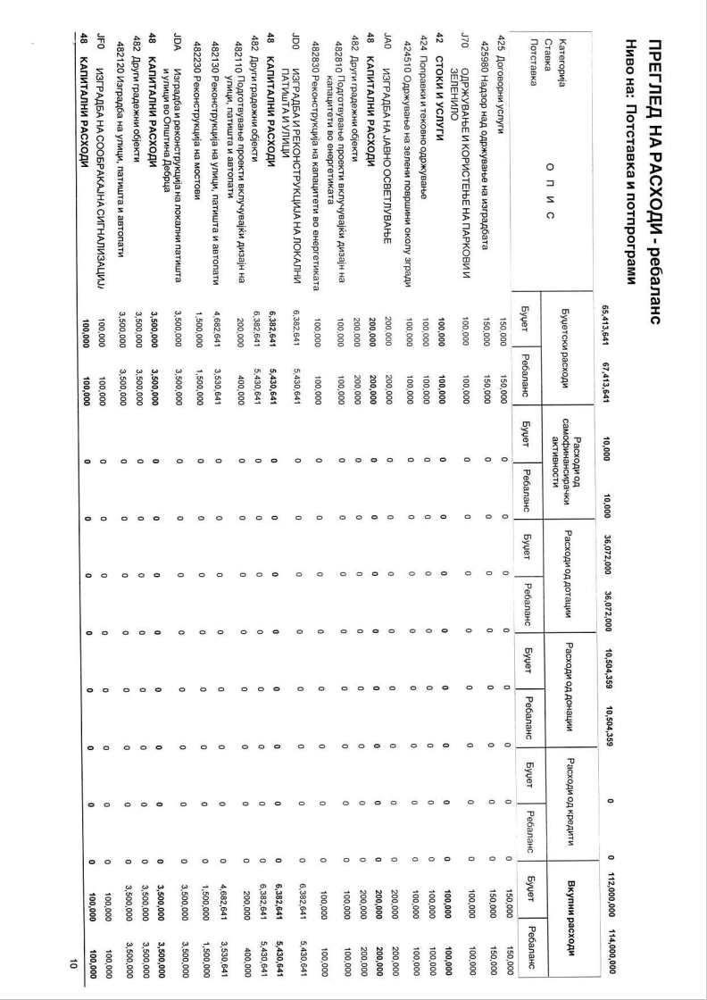 ПРЕГЛЕД НА РАСХОДИ - ребаланс
Ниво на: Потставка и потпрограми
65,413,641 67,413,641 10,000 10,000 36,072,000 36,072,000 10,504,359 10,504,359 0 0 112,000,000 114,000,000
Категорија
Ставка
Потставка
О П И С
Буџетски расходи
Расходи од
самофинансирачки
активности
Расходи од дотации
Расходи од донации
Расходи од кредити
Вкупни расходи
Буџет Ребаланс Буџет Ребаланс Буџет Ребаланс Буџет Ребаланс Буџет Ребаланс Буџет Ребаланс
425 Договорни услуги 150,000 150,000 0 0 0 0 0 0 0 0 150,000 150,000
425980 Надзор над одржување на изградбата 150,000 150,000 0 0 0 0 0 0 0 0 150,000 150,000
J70 ОДРЖУВАЊЕ И КОРИСТЕЊЕ НА ПАРКОВИ И 100,000 100,000 0 0 0 0 0 0 0 0 100,000 100,000
ЗЕЛЕНИЛО
42 СТОКИ И УСЛУГИ 100,000 100,000 0 0 0 0 0 0 0 0 100,000 100,000
424 Поправки и тековно одржување 100,000 100,000 0 0 0 0 0 0 0 0 100,000 100,000
424510 Одржување на зелени површини околу згради 100,000 100,000 0 0 0 0 0 0 0 0 100,000 100,000
JA0 ИЗГРАДБА НА ЈАВНО ОСВЕТЛУВАЊЕ 200,000 200,000 0 0 0 0 0 0 0 0 200,000 200,000
48 КАПИТАЛНИ РАСХОДИ 200,000 200,000 0 0 0 0 0 0 0 0 200,000 200,000
482 Други градежни објекти 200,000 200,000 0 0 0 0 0 0 0 0 200,000 200,000
482810 Подготвување проекти вклучувајќи дизајн на 100,000 100,000 0 0 0 0 0 0 0 0 100,000 100,000
капацитети во енергетиката
482830 Реконструкција на капацитети во енергетиката 100,000 100,000 0 0 0 0 0 0 0 0 100,000 100,000
JD0 ИЗГРАДБА И РЕКОНСТРУКЦИЈА НА ЛОКАЛНИ 6,382,641 5,430,641 0 0 0 0 0 0 0 0 6,382,641 5,430,641
ПАТИШТА И УЛИЦИ
48 КАПИТАЛНИ РАСХОДИ 6,382,641 5,430,641 0 0 0 0 0 0 0 0 6,382,641 5,430,641
482 Други градежни објекти 6,382,641 5,430,641 0 0 0 0 0 0 0 0 6,382,641 5,430,641
482110 Подготвување проекти вклучувајќи дизајн на 200,000 400,000 0 0 0 0 0 0 0 0 200,000 400,000
улици, патишта и автопати
482130 Реконструкција на улици, патишта и автопати 4,682,641 3,530,641 0 0 0 0 0 0 0 0 4,682,641 3,530,641
482230 Реконструкција на мостови 1,500,000 1,500,000 0 0 0 0 0 0 0 0 1,500,000 1,500,000
JDA Изградба и реконструкција на локални патишта 3,500,000 3,500,000 0 0 0 0 0 0 0 0 3,500,000 3,500,000
и улици во Општина Дебрца
48 КАПИТАЛНИ РАСХОДИ 3,500,000 3,500,000 0 0 0 0 0 0 0 0 3,500,000 3,500,000
482 Други градежни објекти 3,500,000 3,500,000 0 0 0 0 0 0 0 0 3,500,000 3,500,000
482120 Изградба на улици, патишта и автопати 3,500,000 3,500,000 0 0 0 0 0 0 0 0 3,500,000 3,500,000
JF0 ИЗГРАДБА НА СООБРАЌАЈНА СИГНАЛИЗАЦИЈА 100,000 100,000 0 0 0 0 0 0 0 0 100,000 100,000
48 КАПИТАЛНИ РАСХОДИ 100,000 100,000 0 0 0 0 0 0 0 0 100,000 100,000
10